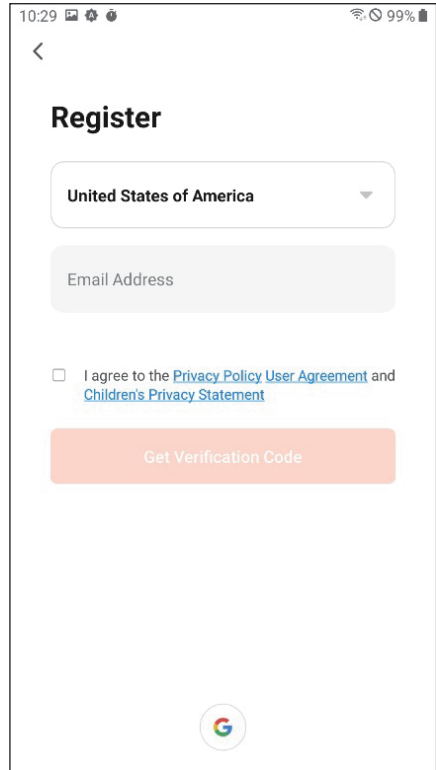 10:29 99%
Register
United States of America
Email Address
I agree to the Privacy Policy User Agreement and
Children's Privacy Statement
Get Verification Code
G